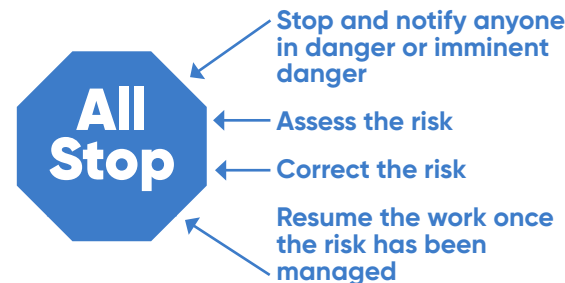 All
Stop
Stop and notify anyone
in danger or imminent
danger
Assess the risk
Correct the risk
Resume the work once
the risk has been
managed